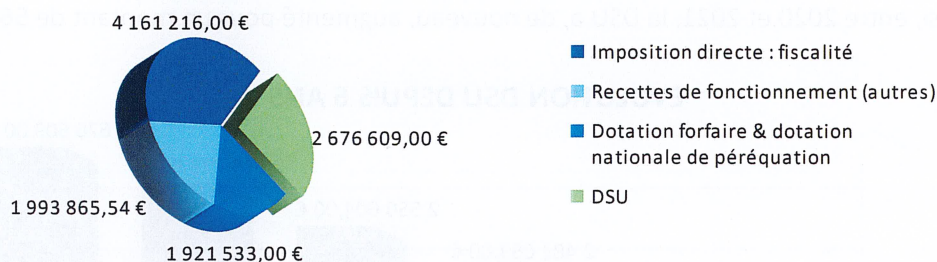 4 161 216,00 €
2 676 609,00 €
1 993 865,54 €
1 921 533,00 €
Imposition directe : fiscalité
Recettes de fonctionnement (autres)
Dotation forfaire & dotation
nationale de péréquation
DSU